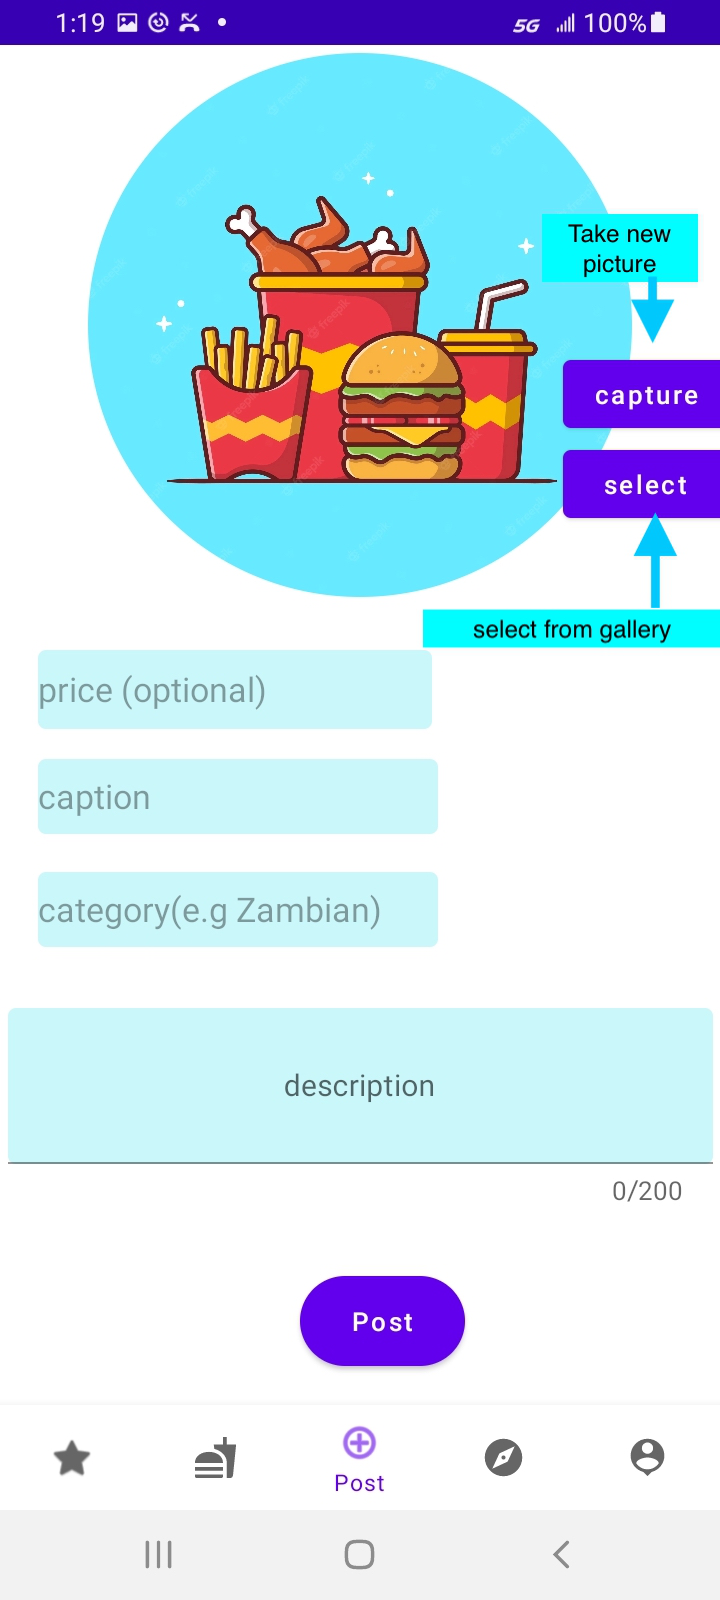 1:19
5G 100%
Take new
picture
capture
select
select from gallery
price (optional)
caption
category(e.g Zambian)
description
0/200
Post
Post